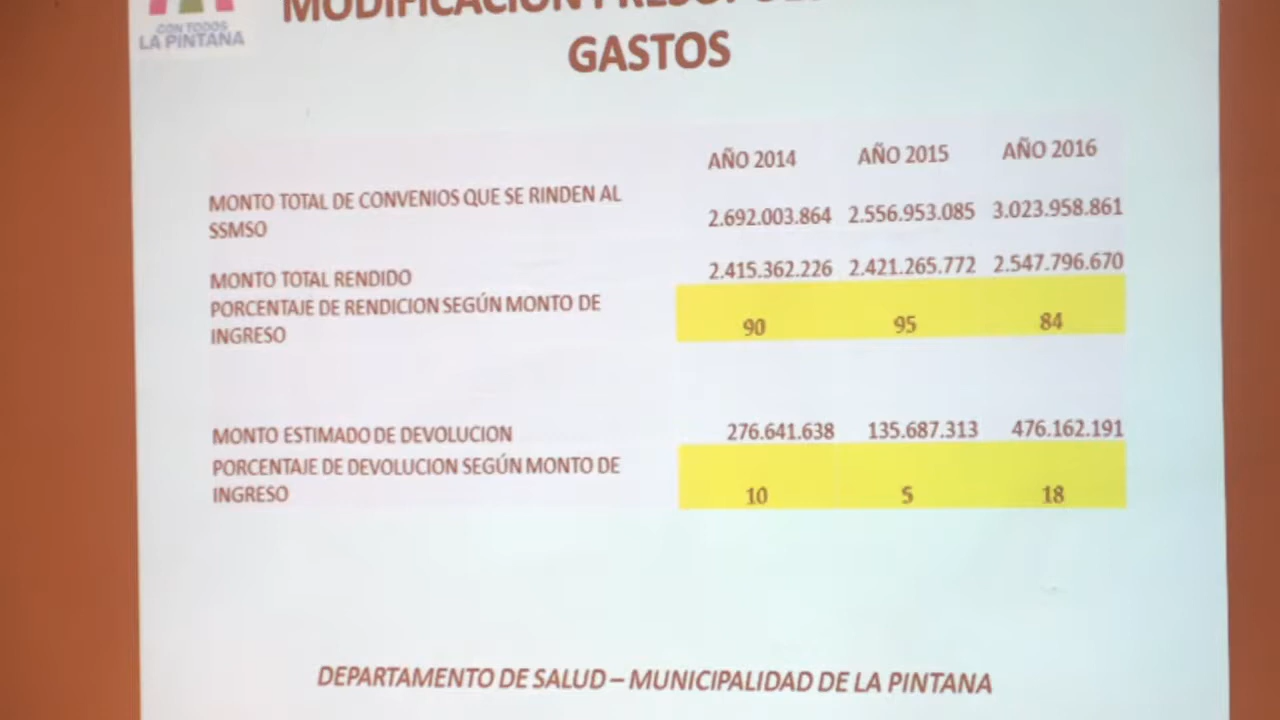 CON TODOS
LA PINTANA
GASTOS
AÑO 2014 AÑO 2015 AÑO 2016
MONTO TOTAL DE CONVENIOS QUE SE RINDEN AL
SSMSO
2.692.003.864 2.556.953.085 3.023.958.861
MONTO TOTAL RENDIDO 2.415.362.226 2.421.265.772 2.547.796.670
PORCENTAJE DE RENDICION SEGÚN MONTO DE
INGRESO 90 95 84
MONTO ESTIMADO DE DEVOLUCION 276.641.638 135.687.313 476.162.191
PORCENTAJE DE DEVOLUCION SEGÚN MONTO DE
INGRESO 10 5 18
DEPARTAMENTO DE SALUD – MUNICIPALIDAD DE LA PINTANA